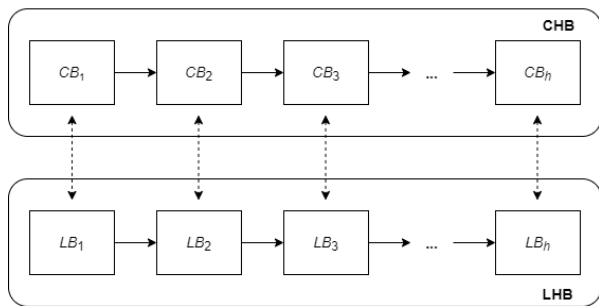 CHB
CB₁ CB₂ CB₃ ... CBₕ
LB₁ LB₂ LB₃ ... LBₕ
LHB